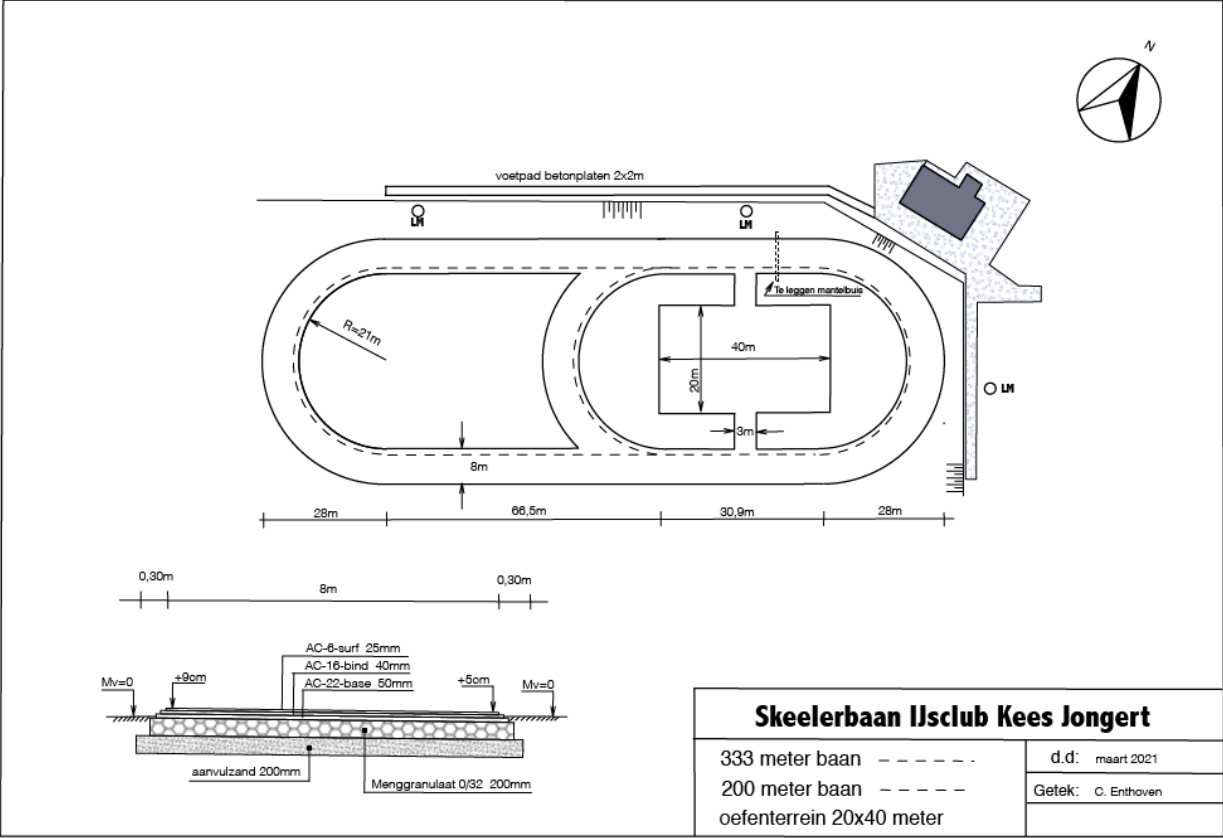 N
voetpad betonplaten 2x2m
LM
LM
Te leggen mantelbuis
R=21m
40m
20m
LM
3m
8m
28m
66,5m
30,9m
28m
0,30m
8m
0,30m
AC-6-surf 25mm
AC-16-bind 40mm
AC-22-base 50mm
Mv=0
+9cm
+5cm
Mv=0
aanvulzand 200mm
Menggranulaat 0/32 200mm
Skeelerbaan IJsclub Kees Jongert
333 meter baan
200 meter baan
oefenterrein 20x40 meter
d.d: maart 2021
Getek: C. Enthoven